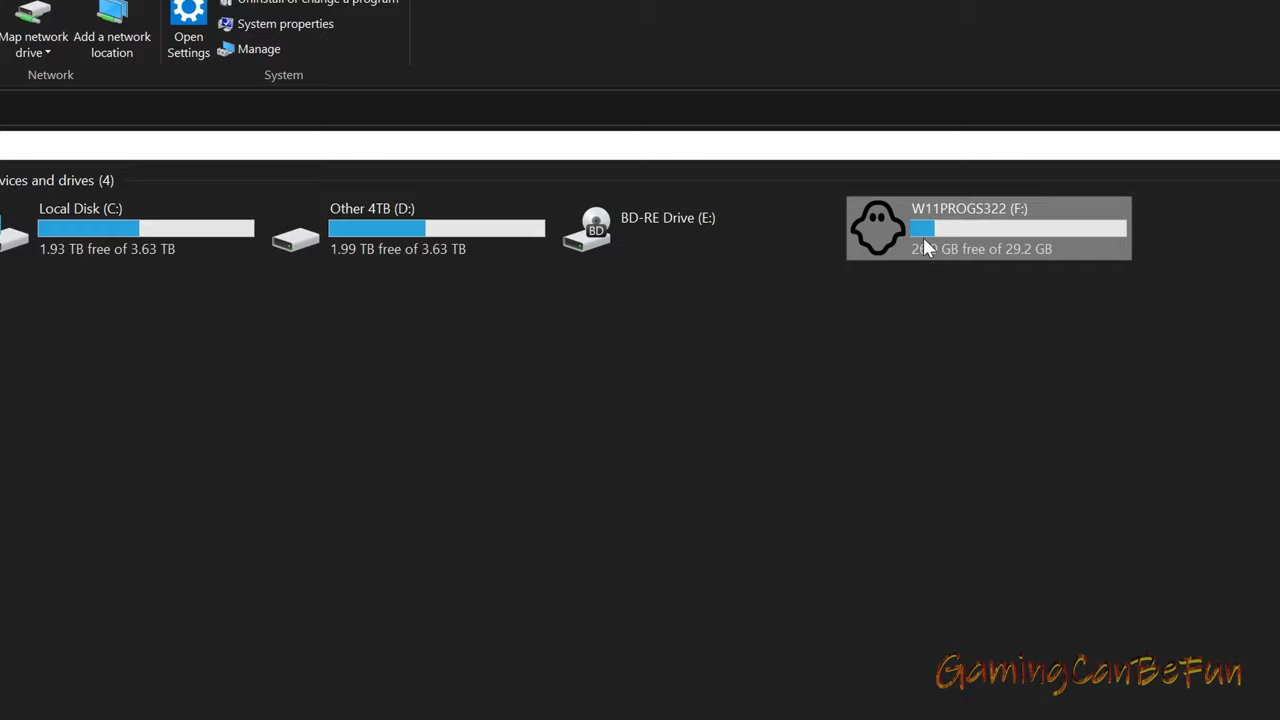 Uninstall or change a program
Map network
drive
Add a network
location
Open
Settings
System properties
Manage
Network
System
vices and drives (4)
Local Disk (C:)
1.93 TB free of 3.63 TB
Other 4TB (D:)
1.99 TB free of 3.63 TB
BD
BD-RE Drive (E:)
W11PROGS322 (F:)
GB free of 29.2 GB
GamingCanBeFun